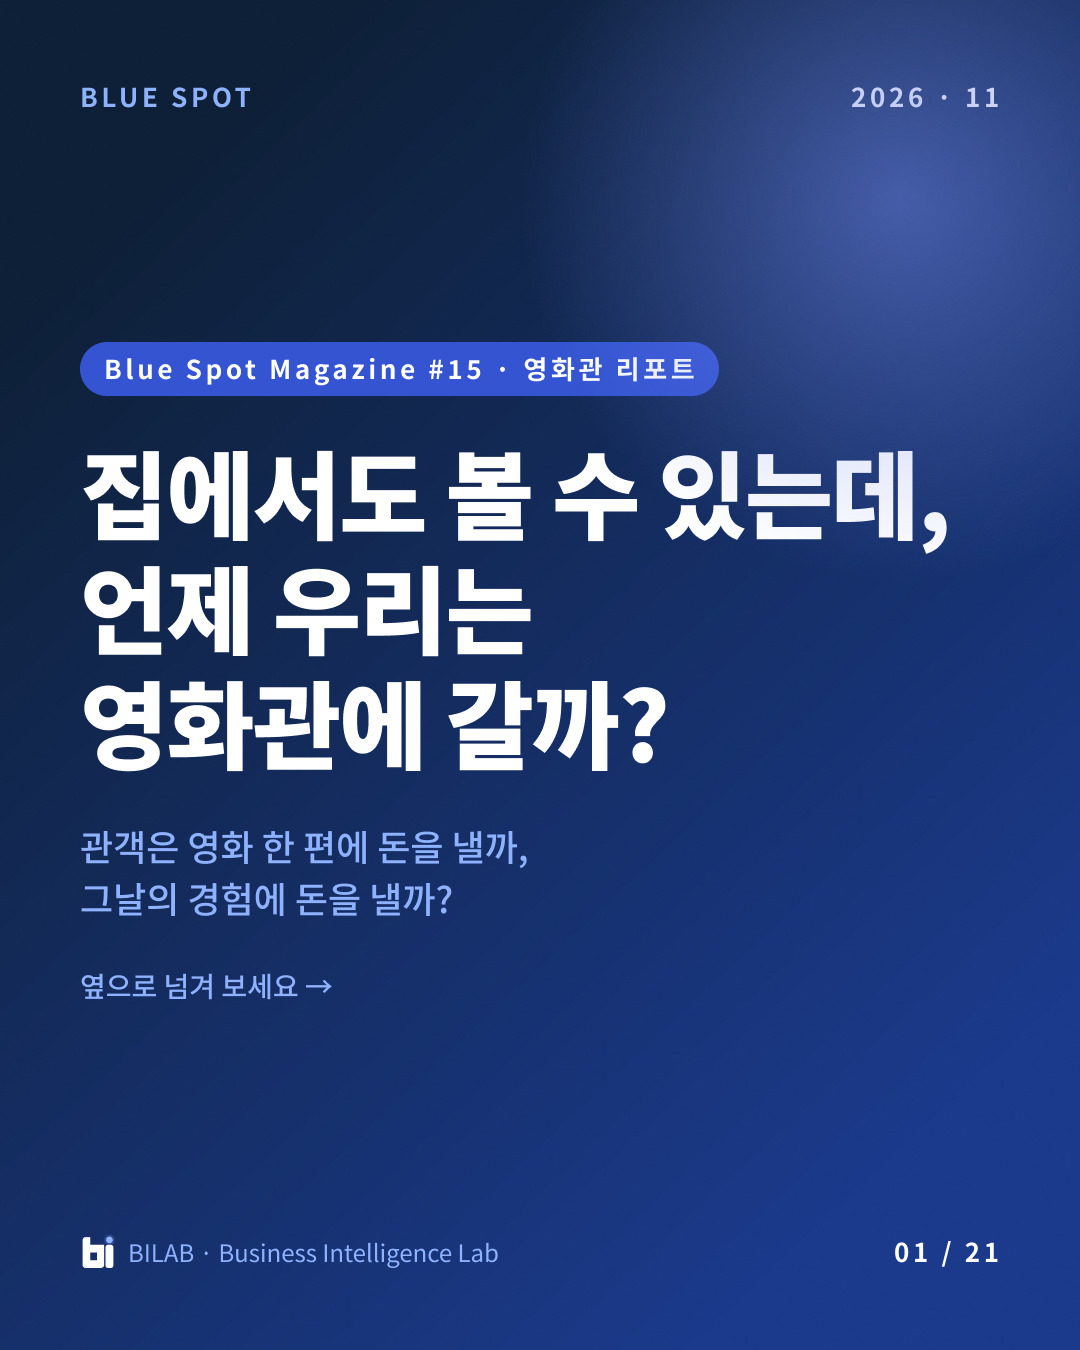 BLUE SPOT
2026 · 11
Blue Spot Magazine #15 · 영화관 리포트
집에서도 볼 수 있는데,
언제 우리는
영화관에 갈까?
관객은 영화 한 편에 돈을 낼까,
그날의 경험에 돈을 낼까?
옆으로 넘겨 보세요 →
bi BILAB · Business Intelligence Lab
01 / 21